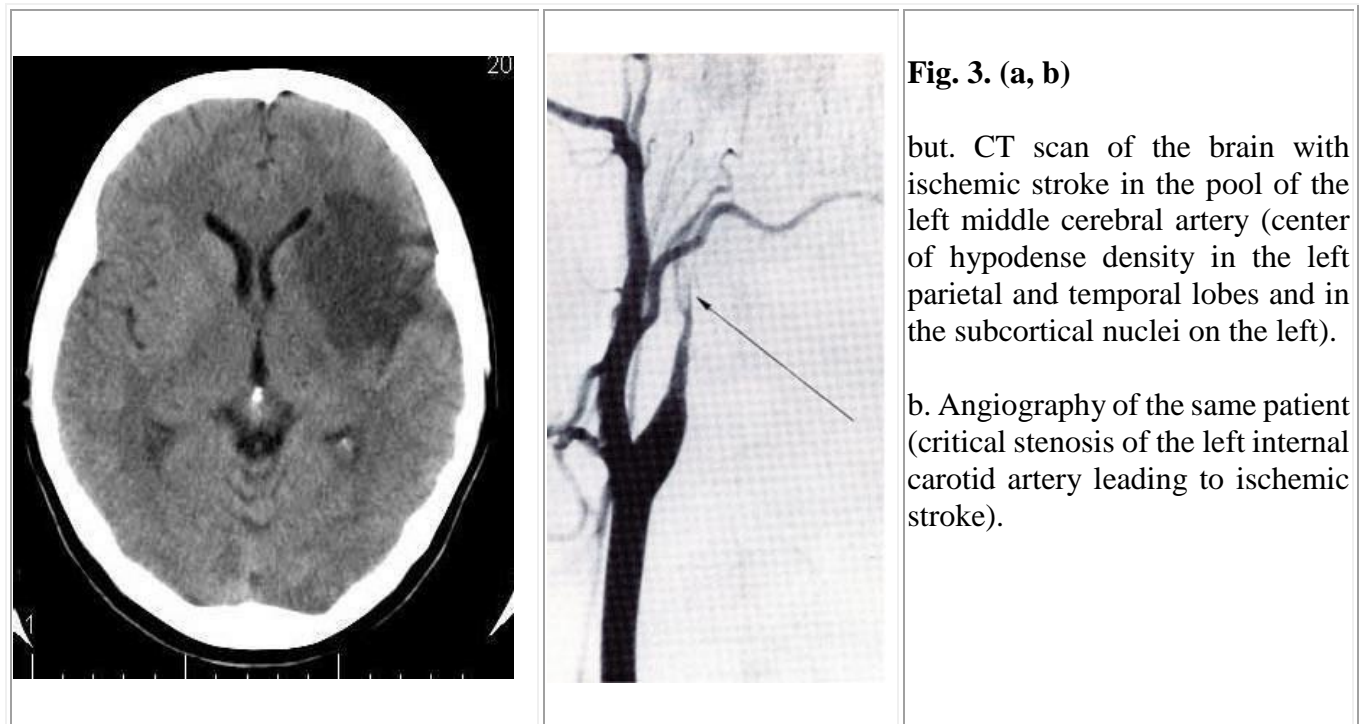 20
1
Fig. 3. (a, b)
but. CT scan of the brain with
ischemic stroke in the pool of the
left middle cerebral artery (center
of hypodense density in the left
parietal and temporal lobes and in
the subcortical nuclei on the left).
b. Angiography of the same patient
(critical stenosis of the left internal
carotid artery leading to ischemic
stroke).